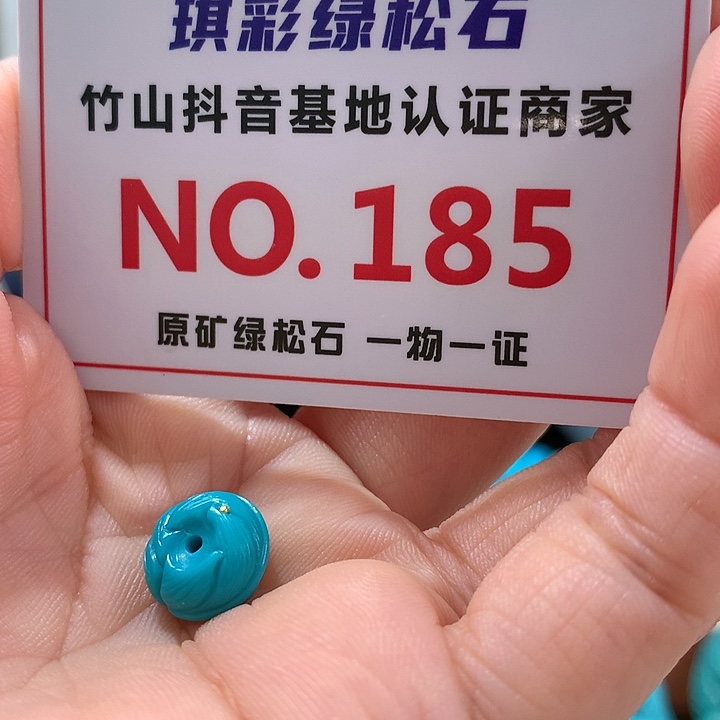 琪彩绿松石
竹山抖音基地认证商家
NO.185
原矿绿松石 一物一证